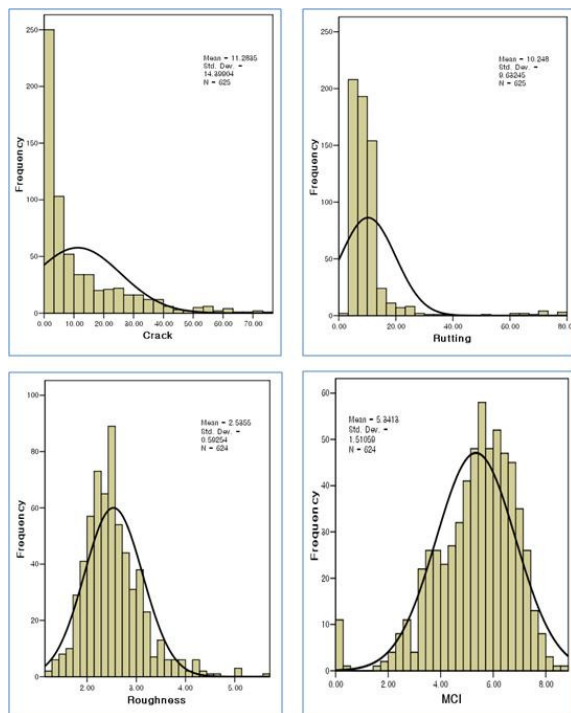 Mean = 11.2835
Std. Dev. =
N = 625
Frequency
250
200
150
100
50
0
0.00 10.00 20.00 30.00 40.00 50.00 60.00 70.00
Crack
Mean = 10.248
Std. Dev. =
9.63245
N = 625
Frequency
250
200
150
100
50
0
0.00 20.00 40.00 60.00 80.00
Rutting
Mean = 2.5355
Std. Dev. =
0.59254
N = 624
Frequency
100
80
60
40
20
0
2.00 3.00 4.00 5.00
Roughness
Mean = 5.3413
Std. Dev. =
1.51059
N = 624
Frequency
60
50
40
30
20
10
0
0.00 2.00 4.00 6.00 8.00
MCI